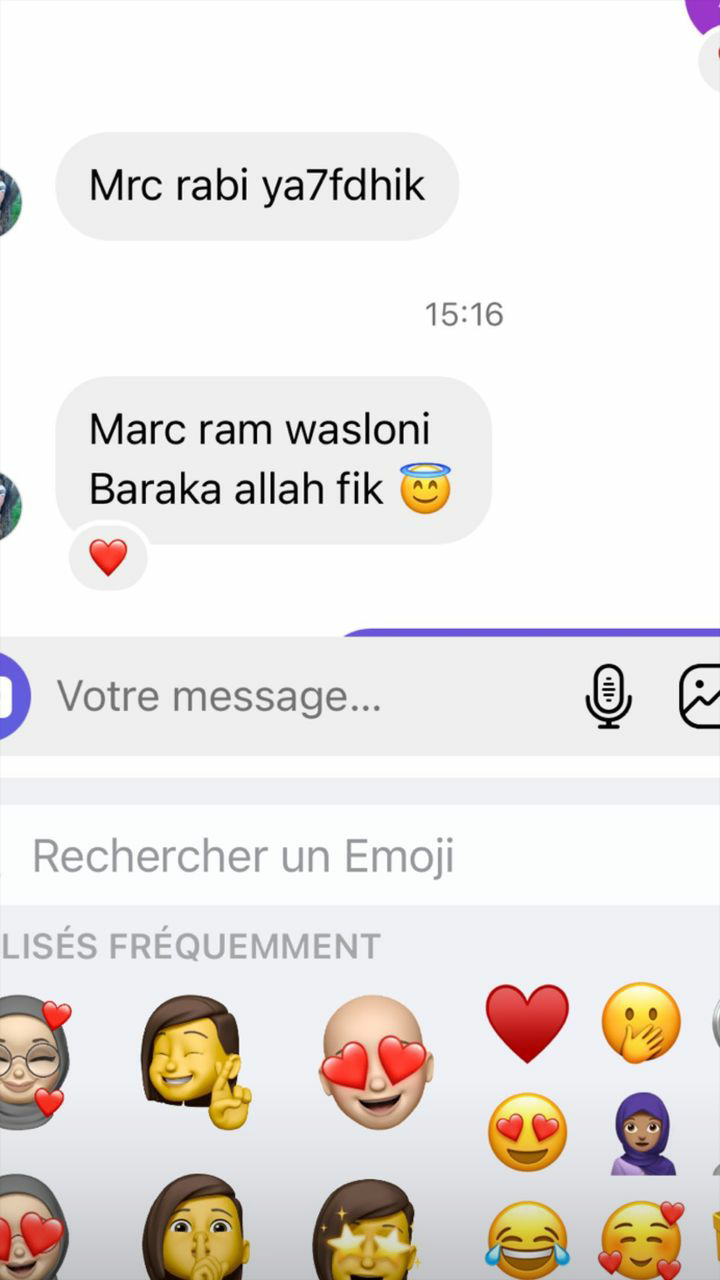 Mrc rabi ya7fdhik
15:16
Marc ram wasloni
Baraka allah fik 😇
❤️
Votre message...
Rechercher un Emoji
LISÉS FRÉQUEMMENT